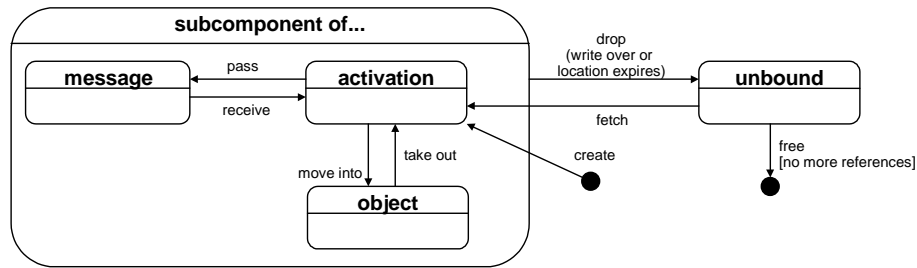 subcomponent of...
drop
(write over or
location expires)
message
pass
activation
unbound
receive
fetch
free
[no more references]
create
take out
move into
object